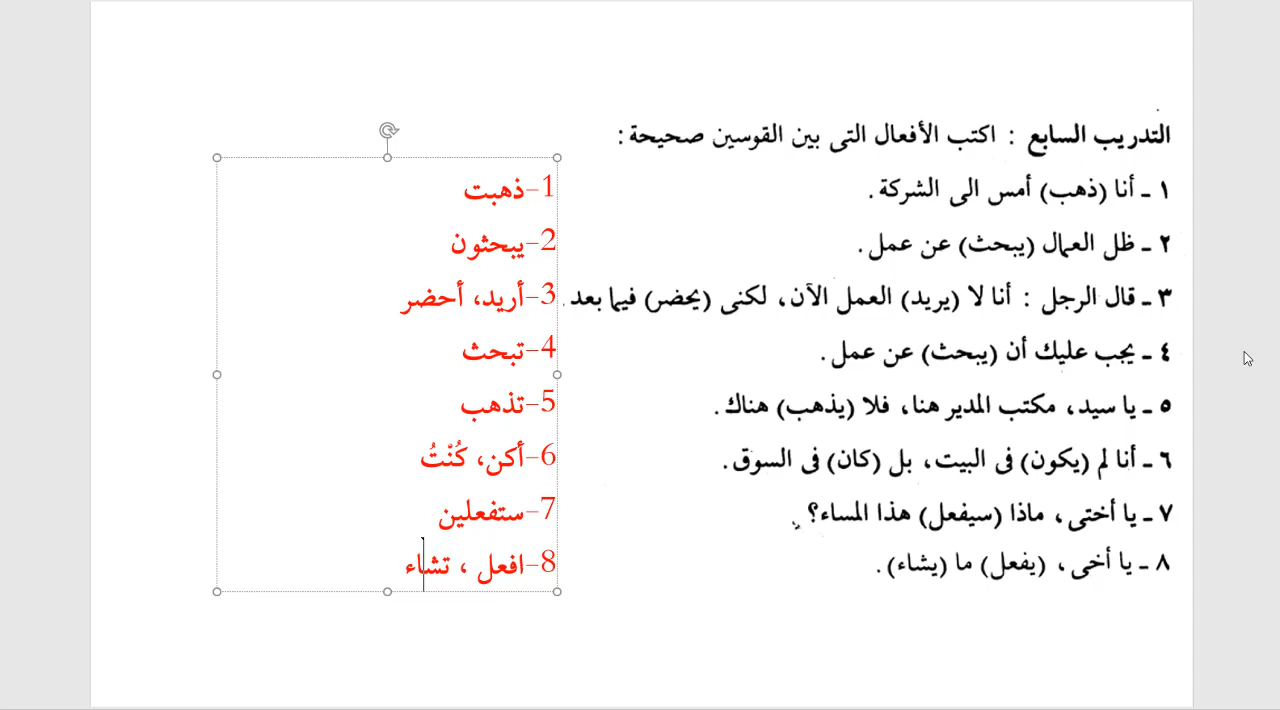 التدريب السابع : اكتب الأفعال التى بين القوسين صحيحة :
١ ـ أنا (ذهب) أمس الى الشركة .
٢ ـ ظل العمال (يبحث) عن عمل .
٣ ـ قال الرجل : أنا لا (يريد) العمل الآن، لكنى (يحضر) فيما بعد .
٤ ـ يجب عليك أن (يبحث) عن عمل .
٥ ـ يا سيد، مكتب المدير هنا، فلا (يذهب) هناك .
٦ ـ أنا لم (يكون) فى البيت، بل (كان) فى السوق .
٧ ـ يا أختى، ماذا (سيفعل) هذا المساء؟
٨ ـ يا أخى، (يفعل) ما (يشاء) .
1-ذهبت
2-يبحثون
3-أريد، أحضر
4-تبحث
5-تذهب
6-أكن، كُنْتُ
7-ستفعلين
8-افعل ، تشاء